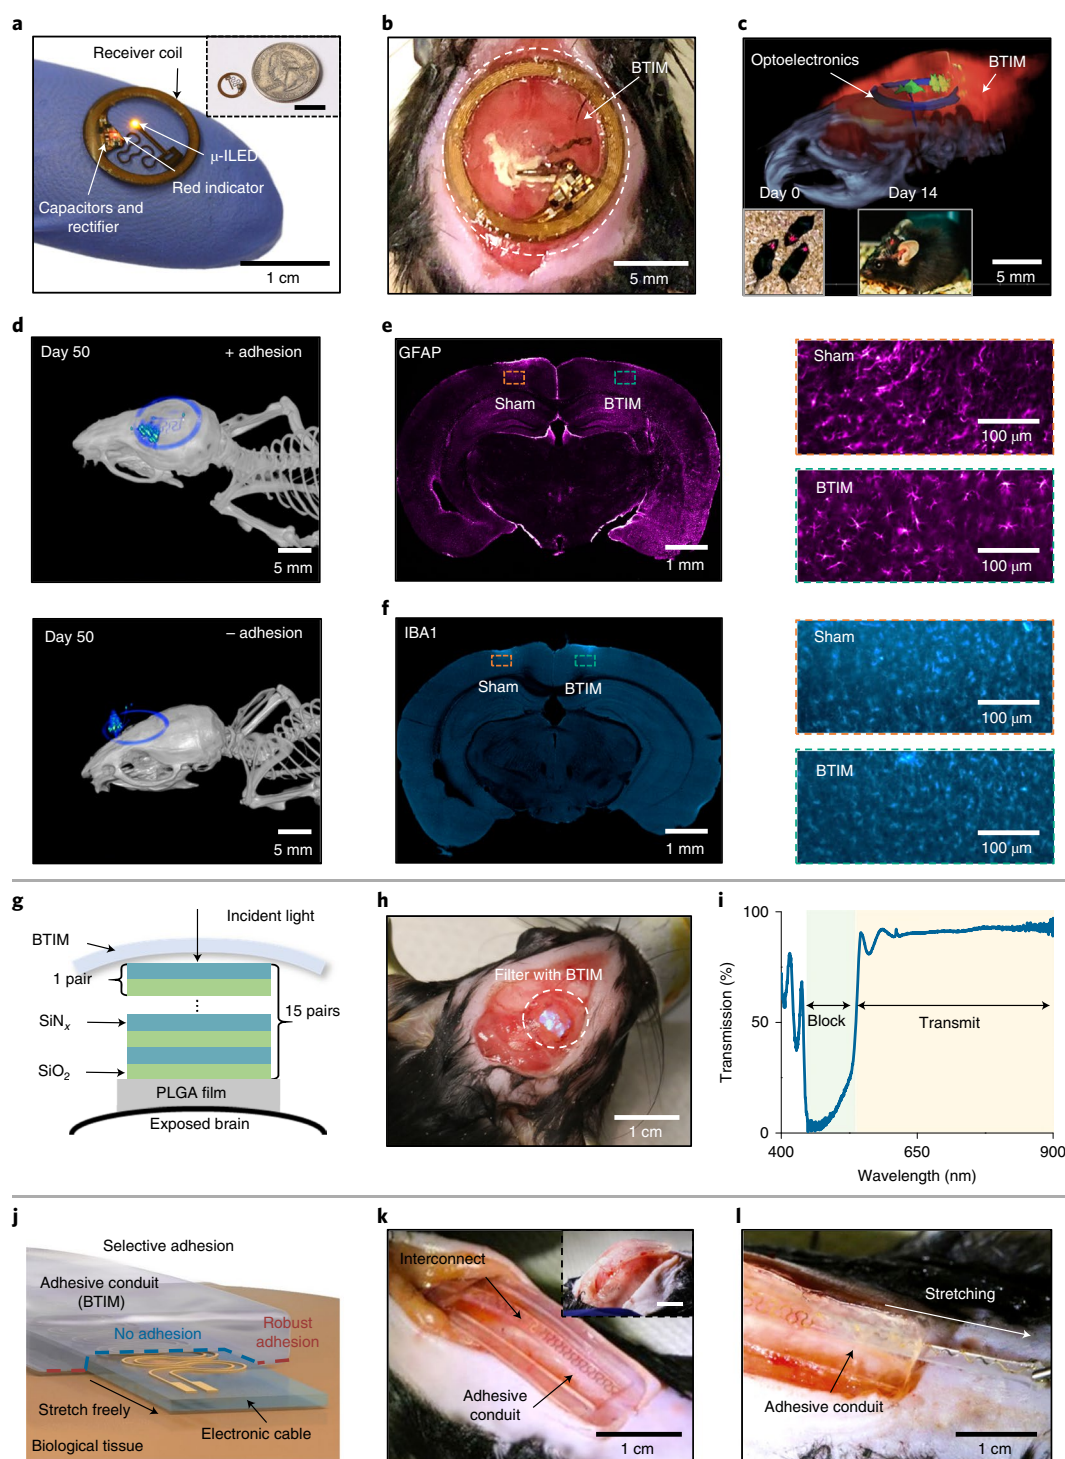 a
Receiver coil
μ-ILED
Red indicator
Capacitors and
rectifier
1 cm
b
BTIM
5 mm
c
Optoelectronics
BTIM
Day 0
Day 14
5 mm
d
Day 50
+ adhesion
5 mm
Day 50
– adhesion
5 mm
e
GFAP
Sham
BTIM
1 mm
Sham
100 μm
BTIM
100 μm
f
IBA1
Sham
BTIM
1 mm
Sham
100 μm
BTIM
100 μm
g
Incident light
BTIM
1 pair
15 pairs
SiNx
SiO2
PLGA film
Exposed brain
h
Filter with BTIM
1 cm
i
Transmission (%)
100
50
0
Block
Transmit
400
650
900
Wavelength (nm)
j
Selective adhesion
Adhesive conduit
(BTIM)
No adhesion
Robust
adhesion
Stretch freely
Electronic cable
Biological tissue
k
Interconnect
Adhesive
conduit
1 cm
l
Stretching
Adhesive conduit
1 cm